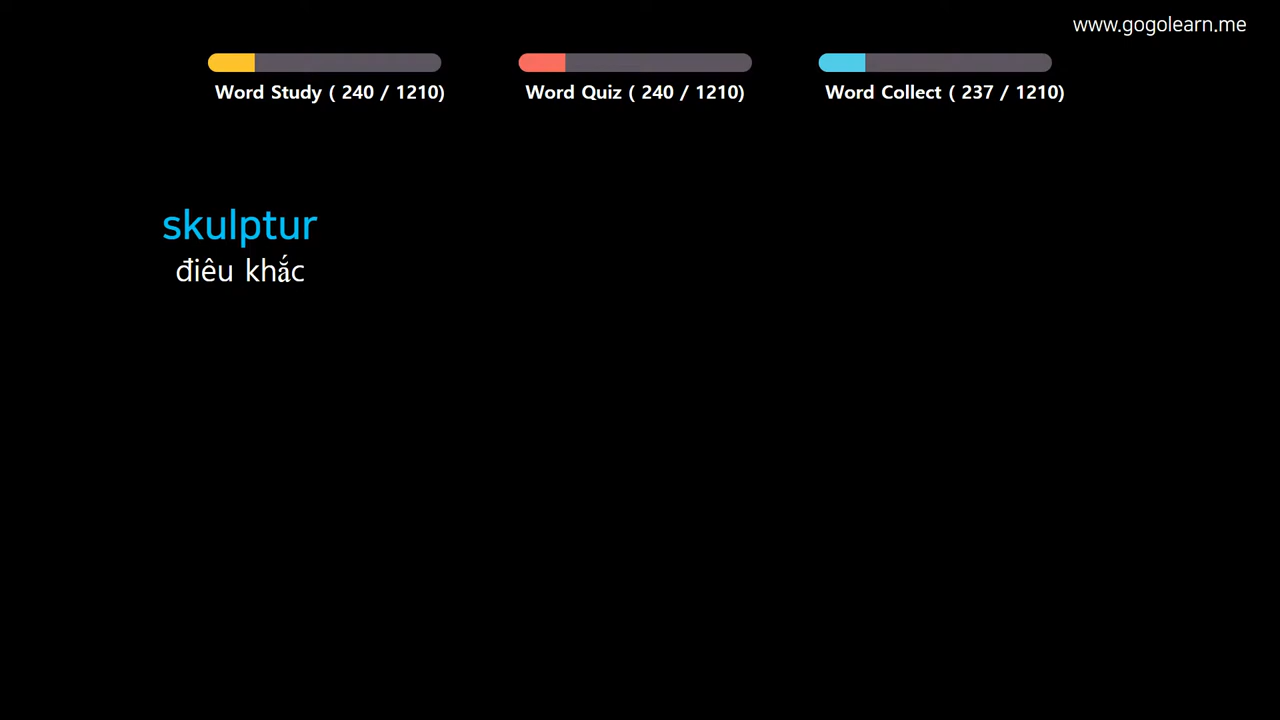 www.gogolearn.me
Word Study ( 240 / 1210)
Word Quiz ( 240 / 1210)
Word Collect ( 237 / 1210)
skulptur
điêu khắc